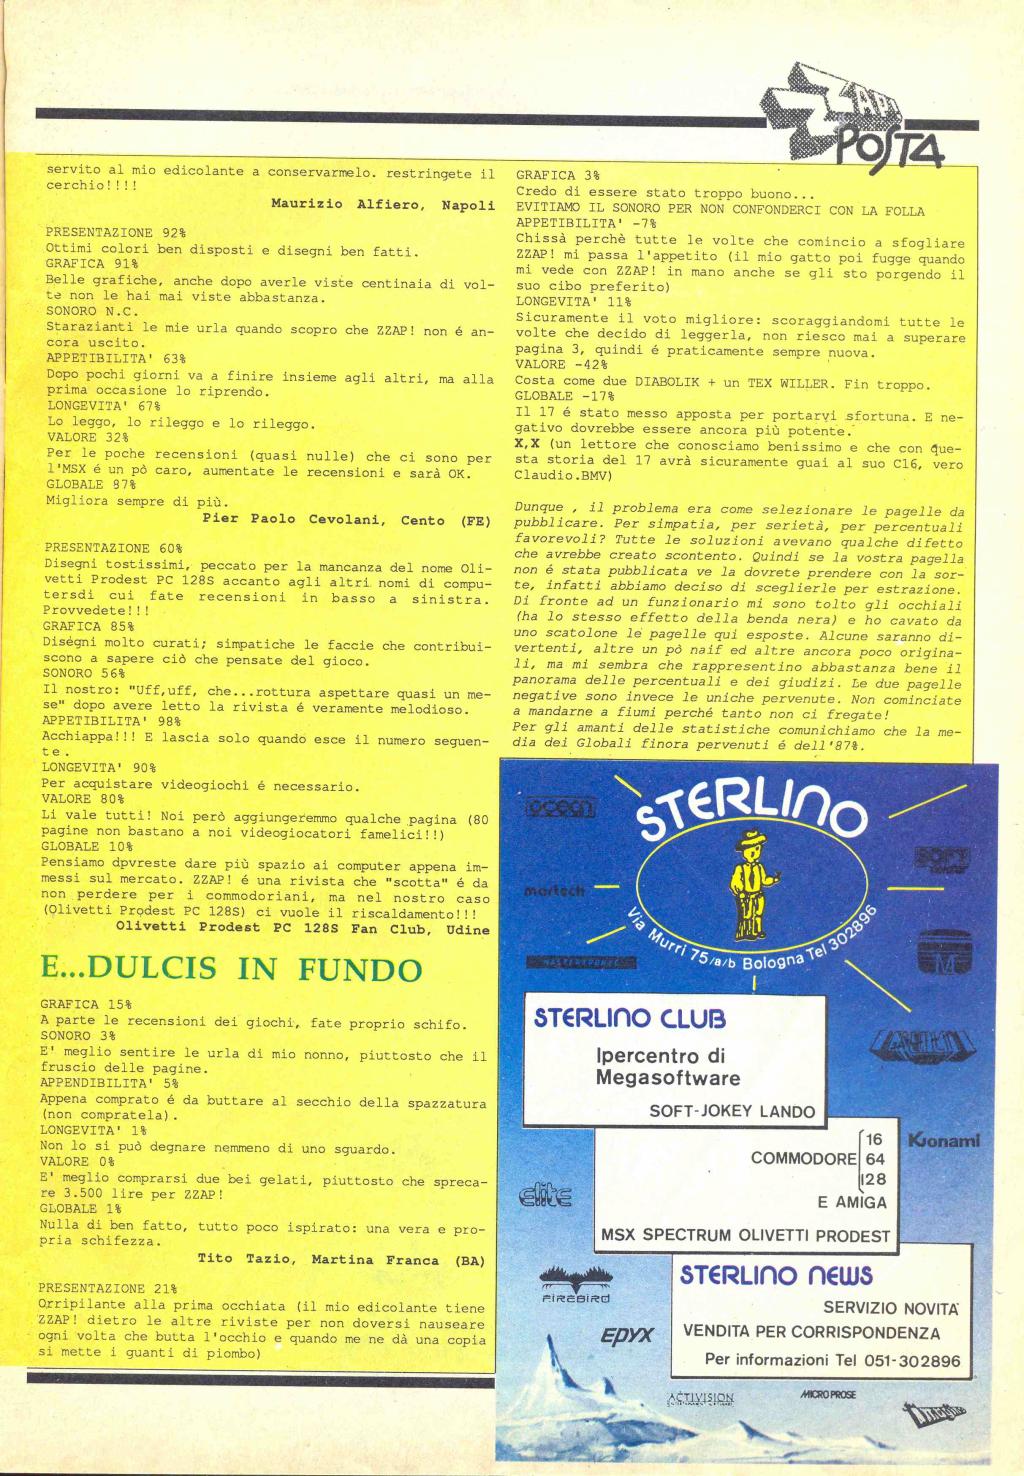 ZZAP!
POSTA
servito al mio edicolante a conservarmelo. restringete il
cerchio!!!!
Maurizio Alfiero, Napoli
PRESENTAZIONE 92%
Ottimi colori ben disposti e disegni ben fatti.
GRAFICA 91%
Belle grafiche, anche dopo averle viste centinaia di vol-
te non le hai mai viste abbastanza.
SONORO N.C.
Starazianti le mie urla quando scopro che ZZAP! non é an-
cora uscito.
APPETIBILITA' 63%
Dopo pochi giorni va a finire insieme agli altri, ma alla
prima occasione lo riprendo.
LONGEVITA' 67%
Lo leggo, lo rileggo e lo rileggo.
VALORE 32%
Per le poche recensioni (quasi nulle) che ci sono per
l'MSX é un pò caro, aumentate le recensioni e sarà OK.
GLOBALE 87%
Migliora sempre di più.
Pier Paolo Cevolani, Cento (FE)
PRESENTAZIONE 60%
Disegni tostissimi, peccato per la mancanza del nome Oli-
vetti Prodest PC 128S accanto agli altri nomi di compu-
tersdi cui fate recensioni in basso a sinistra.
Provvedete!!!
GRAFICA 85%
Disegni molto curati; simpatiche le faccie che contribui-
scono a sapere ciò che pensate del gioco.
SONORO 56%
Il nostro: "Uff,uff, che...rottura aspettare quasi un me-
se" dopo avere letto la rivista é veramente melodioso.
APPETIBILITA' 98%
Acchiappa!!! E lascia solo quando esce il numero seguen-
te.
LONGEVITA' 90%
Per acquistare videogiochi é necessario.
VALORE 80%
Li vale tutti! Noi però aggiungeremmo qualche pagina (80
pagine non bastano a noi videogiocatori famelici!!)
GLOBALE 10%
Pensiamo dpvreste dare più spazio ai computer appena im-
messi sul mercato. ZZAP! é una rivista che "scotta" é da
non perdere per i commodoriani, ma nel nostro caso
(Olivetti Prodest PC 128S) ci vuole il riscaldamento!!!
Olivetti Prodest PC 128S Fan Club, Udine
E...DULCIS IN FUNDO
GRAFICA 15%
A parte le recensioni dei giochi, fate proprio schifo.
SONORO 3%
E' meglio sentire le urla di mio nonno, piuttosto che il
fruscio delle pagine.
APPENDIBILITA' 5%
Appena comprato é da buttare al secchio della spazzatura
(non compratela).
LONGEVITA' 1%
Non lo si può degnare nemmeno di uno sguardo.
VALORE 0%
E' meglio comprarsi due bei gelati, piuttosto che spreca-
re 3.500 lire per ZZAP!
GLOBALE 1%
Nulla di ben fatto, tutto poco ispirato: una vera e pro-
pria schifezza.
Tito Tazio, Martina Franca (BA)
PRESENTAZIONE 21%
Orripilante alla prima occhiata (il mio edicolante tiene
ZZAP! dietro le altre riviste per non doversi nauseare
ogni volta che butta l'occhio e quando me ne dà una copia
si mette i guanti di piombo)
GRAFICA 3%
Credo di essere stato troppo buono...
EVITIAMO IL SONORO PER NON CONFONDERCI CON LA FOLLA
APPETIBILITA' -7%
Chissà perchè tutte le volte che comincio a sfogliare
ZZAP! mi passa l'appetito (il mio gatto poi fugge quando
mi vede con ZZAP! in mano anche se gli sto porgendo il
suo cibo preferito)
LONGEVITA' 11%
Sicuramente il voto migliore: scoraggiandomi tutte le
volte che decido di leggerla, non riesco mai a superare
pagina 3, quindi é praticamente sempre nuova.
VALORE -42%
Costa come due DIABOLIK + un TEX WILLER. Fin troppo.
GLOBALE -17%
Il 17 é stato messo apposta per portarvi sfortuna. E ne-
gativo dovrebbe essere ancora più potente.
X,X (un lettore che conosciamo benissimo e che con que-
sta storia del 17 avrà sicuramente guai al suo C16, vero
Claudio.BMV)
Dunque , il problema era come selezionare le pagelle da
pubblicare. Per simpatia, per serietà, per percentuali
favorevoli? Tutte le soluzioni avevano qualche difetto
che avrebbe creato scontento. Quindi se la vostra pagella
non é stata pubblicata ve la dovrete prendere con la sor-
te, infatti abbiamo deciso di sceglierle per estrazione.
Di fronte ad un funzionario mi sono tolto gli occhiali
(ha lo stesso effetto della benda nera) e ho cavato da
uno scatolone le pagelle qui esposte. Alcune saranno di-
vertenti, altre un pò naif ed altre ancora poco origina-
li, ma mi sembra che rappresentino abbastanza bene il
panorama delle percentuali e dei giudizi. Le due pagelle
negative sono invece le uniche pervenute. Non cominciate
a mandarne a fiumi perché tanto non ci fregate!
Per gli amanti delle statistiche comunichiamo che la me-
dia dei Globali finora pervenuti é dell'87%.
STERLINO
ocean
martech
MASTERTRONIC
Via Murri 75/a/b Bologna Tel 302896
STERLINO CLUB
Ipercentro di
Megasoftware
SOFT-JOKEY LANDO
COMMODORE 16
64
128
E AMIGA
MSX SPECTRUM OLIVETTI PRODEST
Konami
elite
STERLINO NEWS
SERVIZIO NOVITA'
VENDITA PER CORRISPONDENZA
Per informazioni Tel 051-302896
FIREBIRD
EPYX
ACTIVISION
MICROPROSE